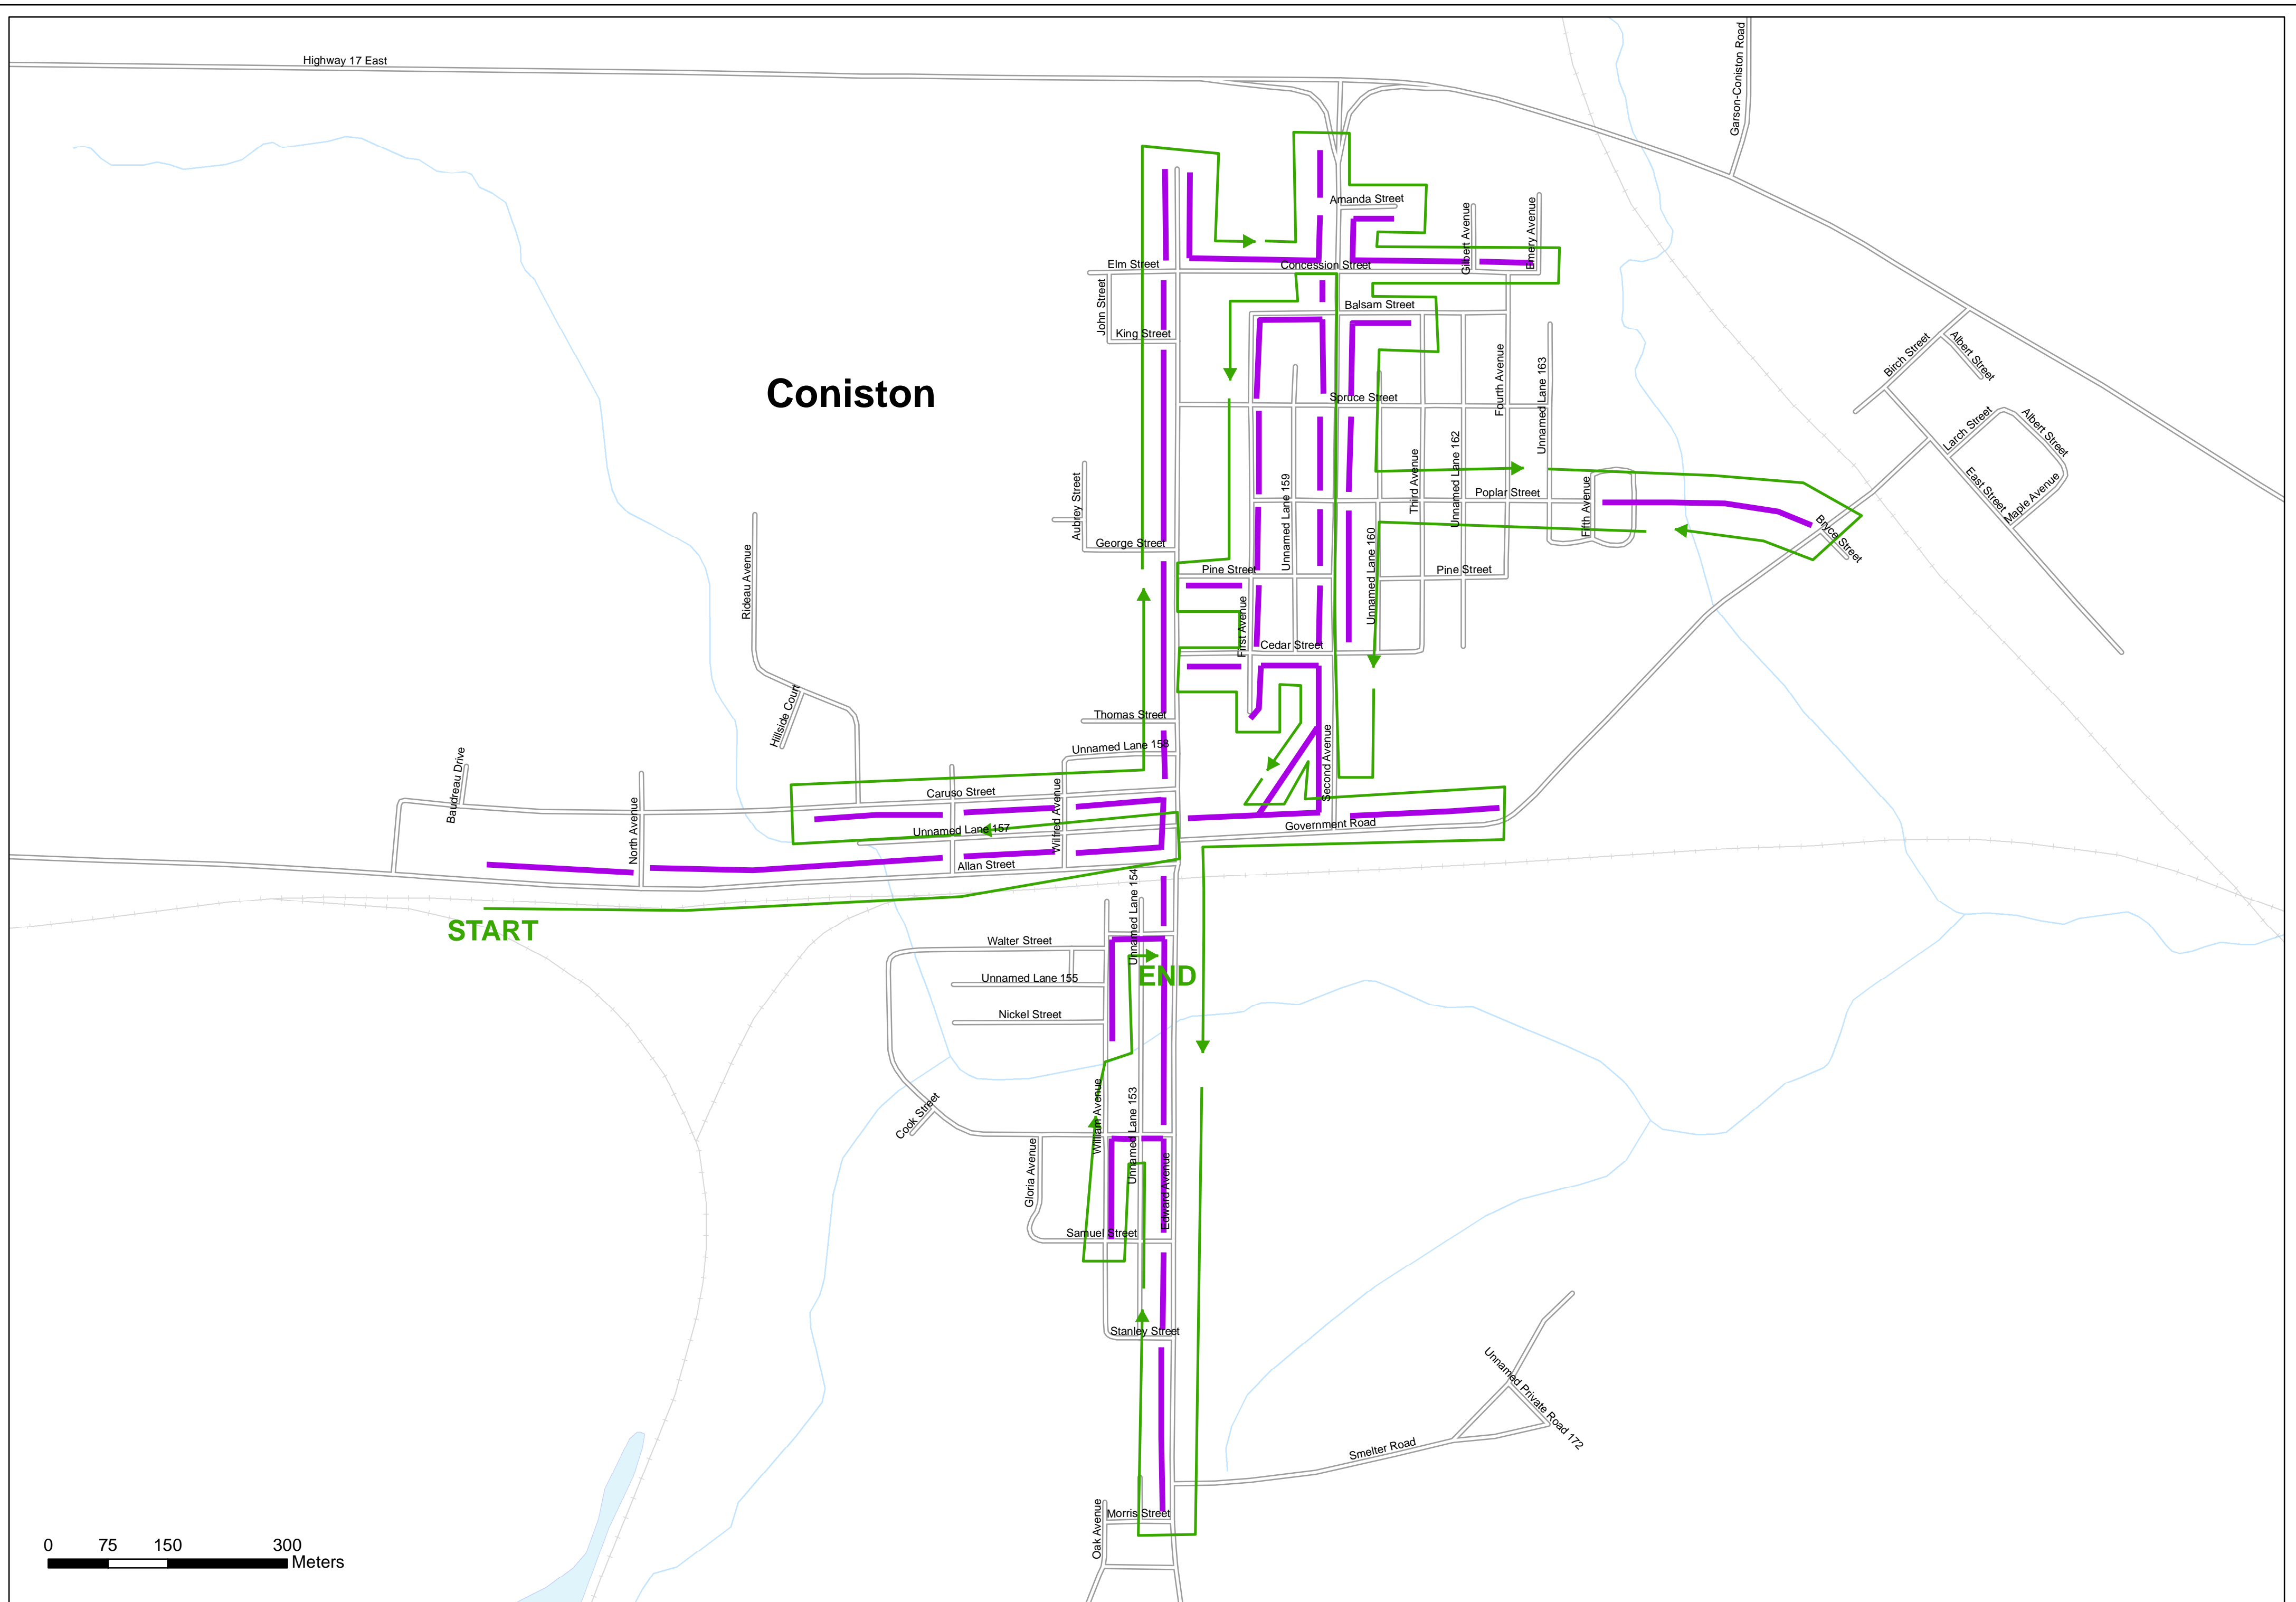 Highway 17 East
Garson-Coniston Road
Amanda Street
Gilbert Avenue
Emery Avenue
Elm Street
Concession Street
John Street
Balsam Street
King Street
Birch Street
Albert Street
Coniston
Fourth Avenue
Unnamed Lane 163
Spruce Street
Larch Street
Albert Street
Aubrey Street
Unnamed Lane 159
Third Avenue
Unnamed Lane 162
Poplar Street
Fifth Avenue
East Street
Maple Avenue
Bryce Street
George Street
Rideau Avenue
Pine Street
Unnamed Lane 160
Pine Street
First Avenue
Cedar Street
Hillside Court
Thomas Street
Unnamed Lane 158
Second Avenue
Baudreau Drive
Caruso Street
Wilfred Avenue
North Avenue
Unnamed Lane 157
Government Road
Allan Street
Unnamed Lane 154
START
Walter Street
END
Unnamed Lane 155
Nickel Street
William Avenue
Unnamed Lane 153
Cook Street
Gloria Avenue
Edward Avenue
Samuel Street
Stanley Street
Unnamed Private Road 172
Smelter Road
Oak Avenue
Morris Street
0 75 150 300
Meters